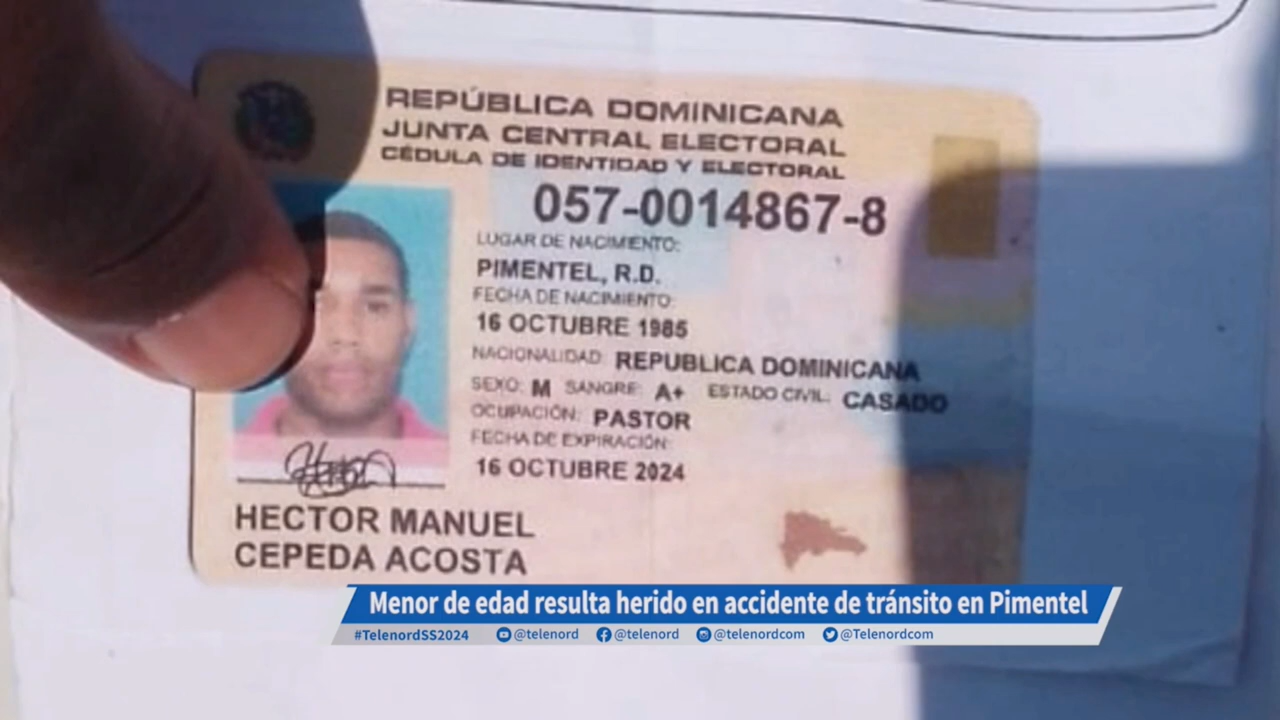 REPÚBLICA DOMINICANA
JUNTA CENTRAL ELECTORAL
CÉDULA DE IDENTIDAD Y ELECTORAL
057-0014867-8
LUGAR DE NACIMIENTO:
PIMENTEL, R.D.
FECHA DE NACIMIENTO:
16 OCTUBRE 1985
NACIONALIDAD: REPUBLICA DOMINICANA
SEXO: M SANGRE: A+ ESTADO CIVIL: CASADO
OCUPACIÓN: PASTOR
FECHA DE EXPIRACIÓN:
16 OCTUBRE 2024
HECTOR MANUEL
CEPEDA ACOSTA
Menor de edad resulta herido en accidente de tránsito en Pimentel
#TelenordSS2024 @telenord @telenord @telenordcom @Telenordcom